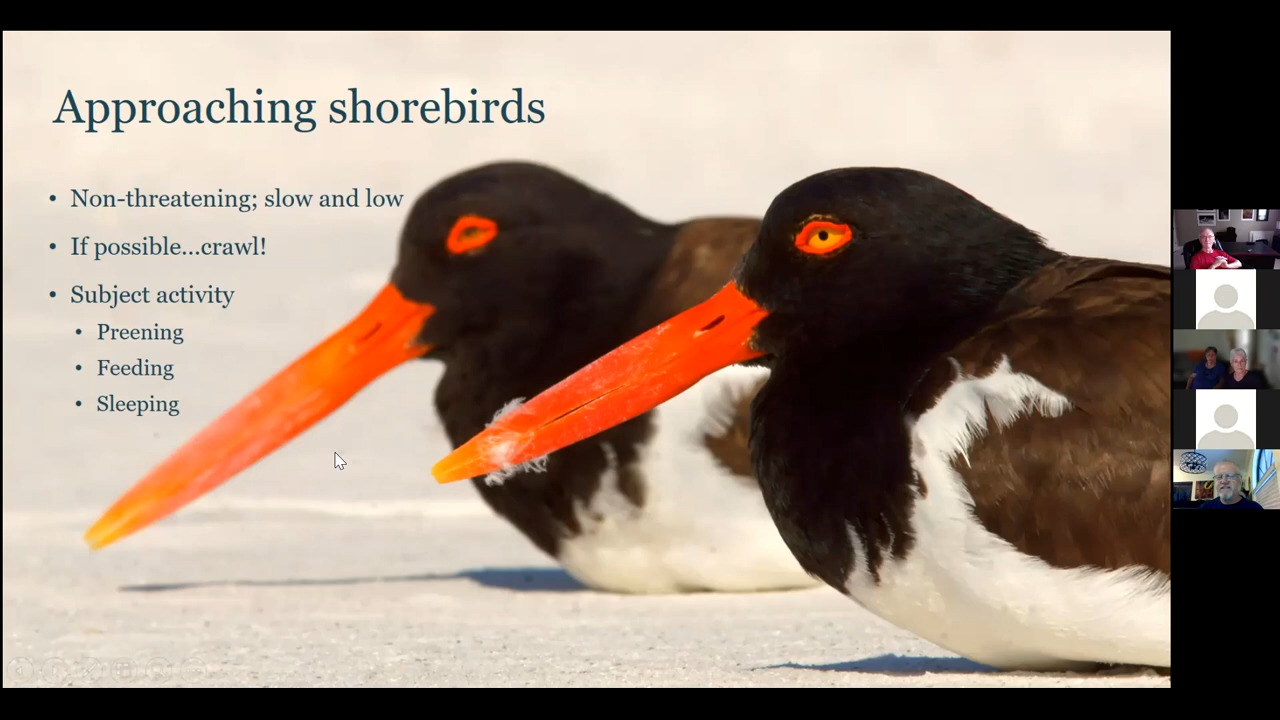 Approaching shorebirds
• Non-threatening; slow and low
• If possible...crawl!
• Subject activity
• Preening
• Feeding
• Sleeping